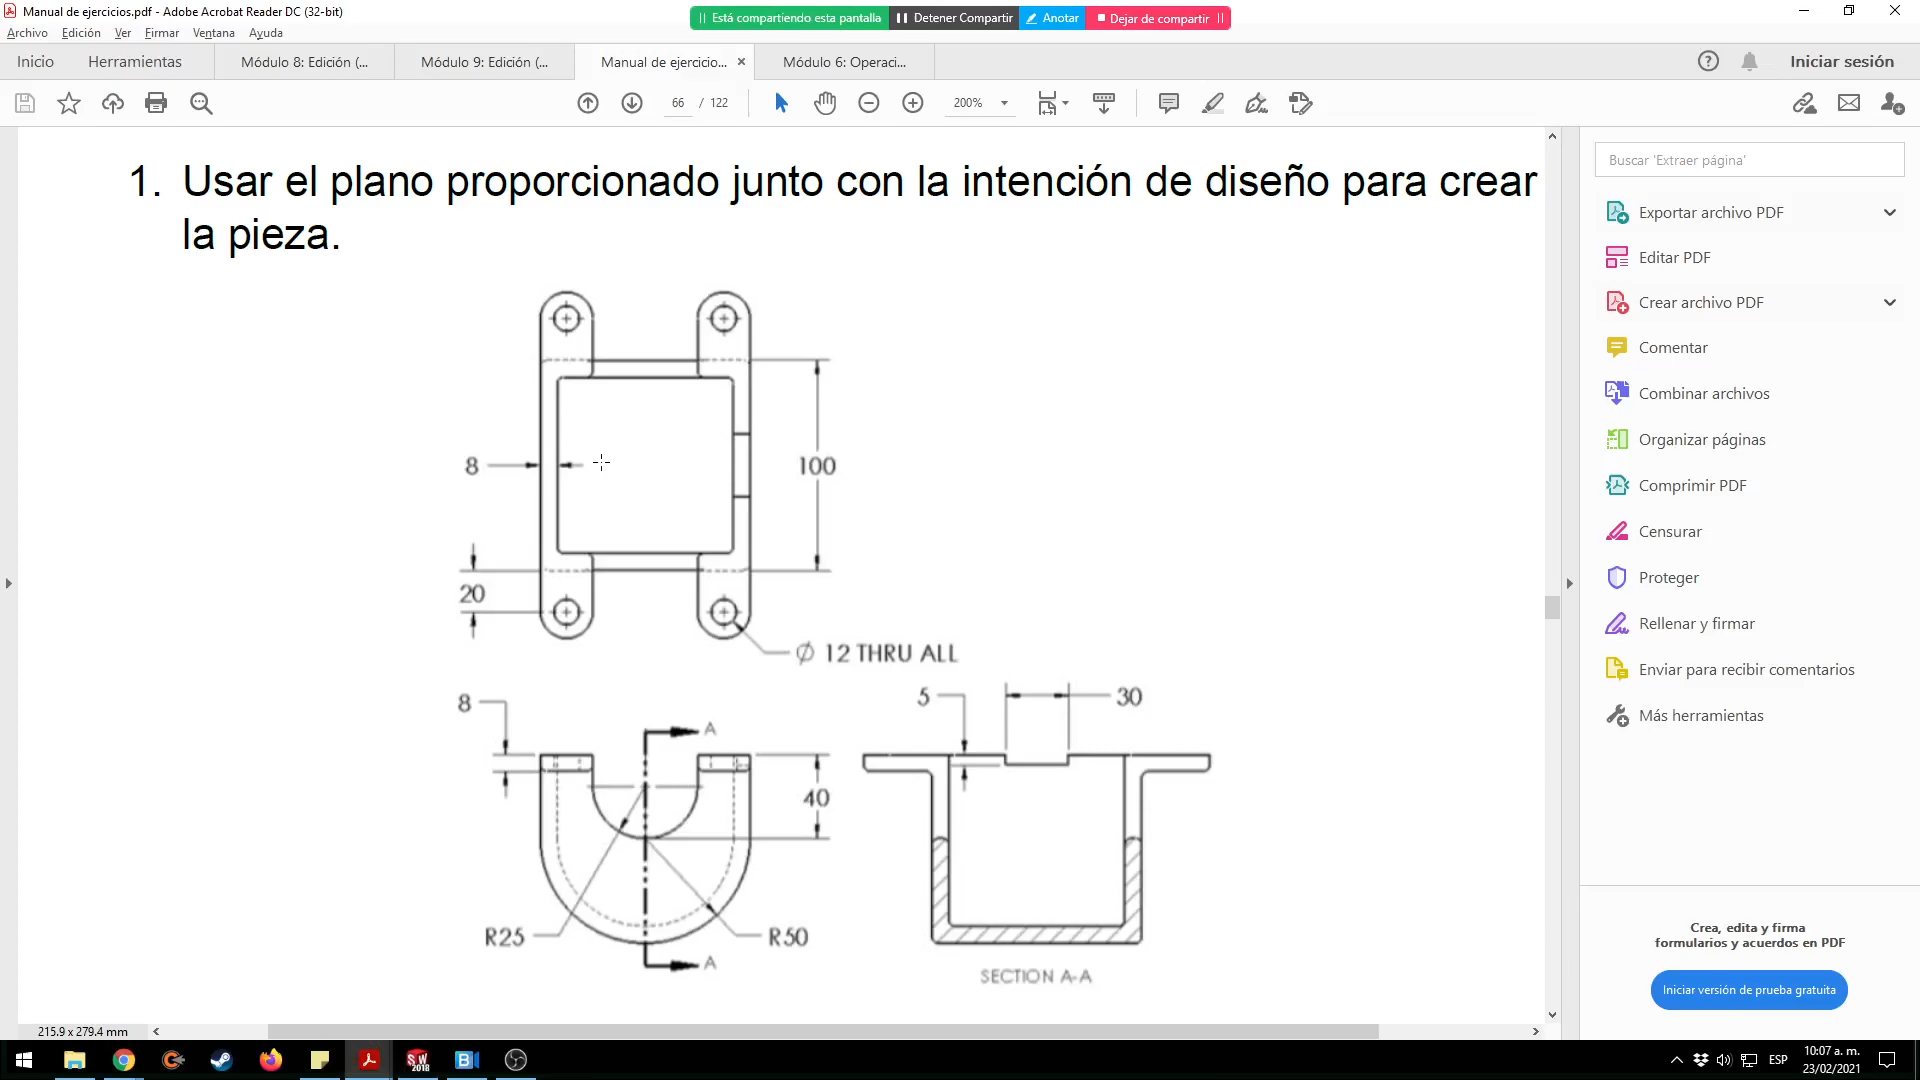 Manual de ejercicios.pdf - Adobe Acrobat Reader DC (32-bit)
Está compartiendo esta pantalla
Detener Compartir
Anotar
Dejar de compartir
Archivo Edición Ver Firmar Ventana Ayuda
Inicio Herramientas Módulo 8: Edición (... Módulo 9: Edición (... Manual de ejercicio... × Módulo 6: Operaci... Iniciar sesión
66 / 122 200%
1. Usar el plano proporcionado junto con la intención de diseño para crear
la pieza.
8
100
20
Ø 12 THRU ALL
8
A
40
5
30
R25
R50
A
SECTION A-A
215.9 x 279.4 mm
Buscar 'Extraer página'
Exportar archivo PDF
Editar PDF
Crear archivo PDF
Comentar
Combinar archivos
Organizar páginas
Comprimir PDF
Censurar
Proteger
Rellenar y firmar
Enviar para recibir comentarios
Más herramientas
Crea, edita y firma
formularios y acuerdos en PDF
Iniciar versión de prueba gratuita
SW
2018
ESP
10:07 a. m.
23/02/2021